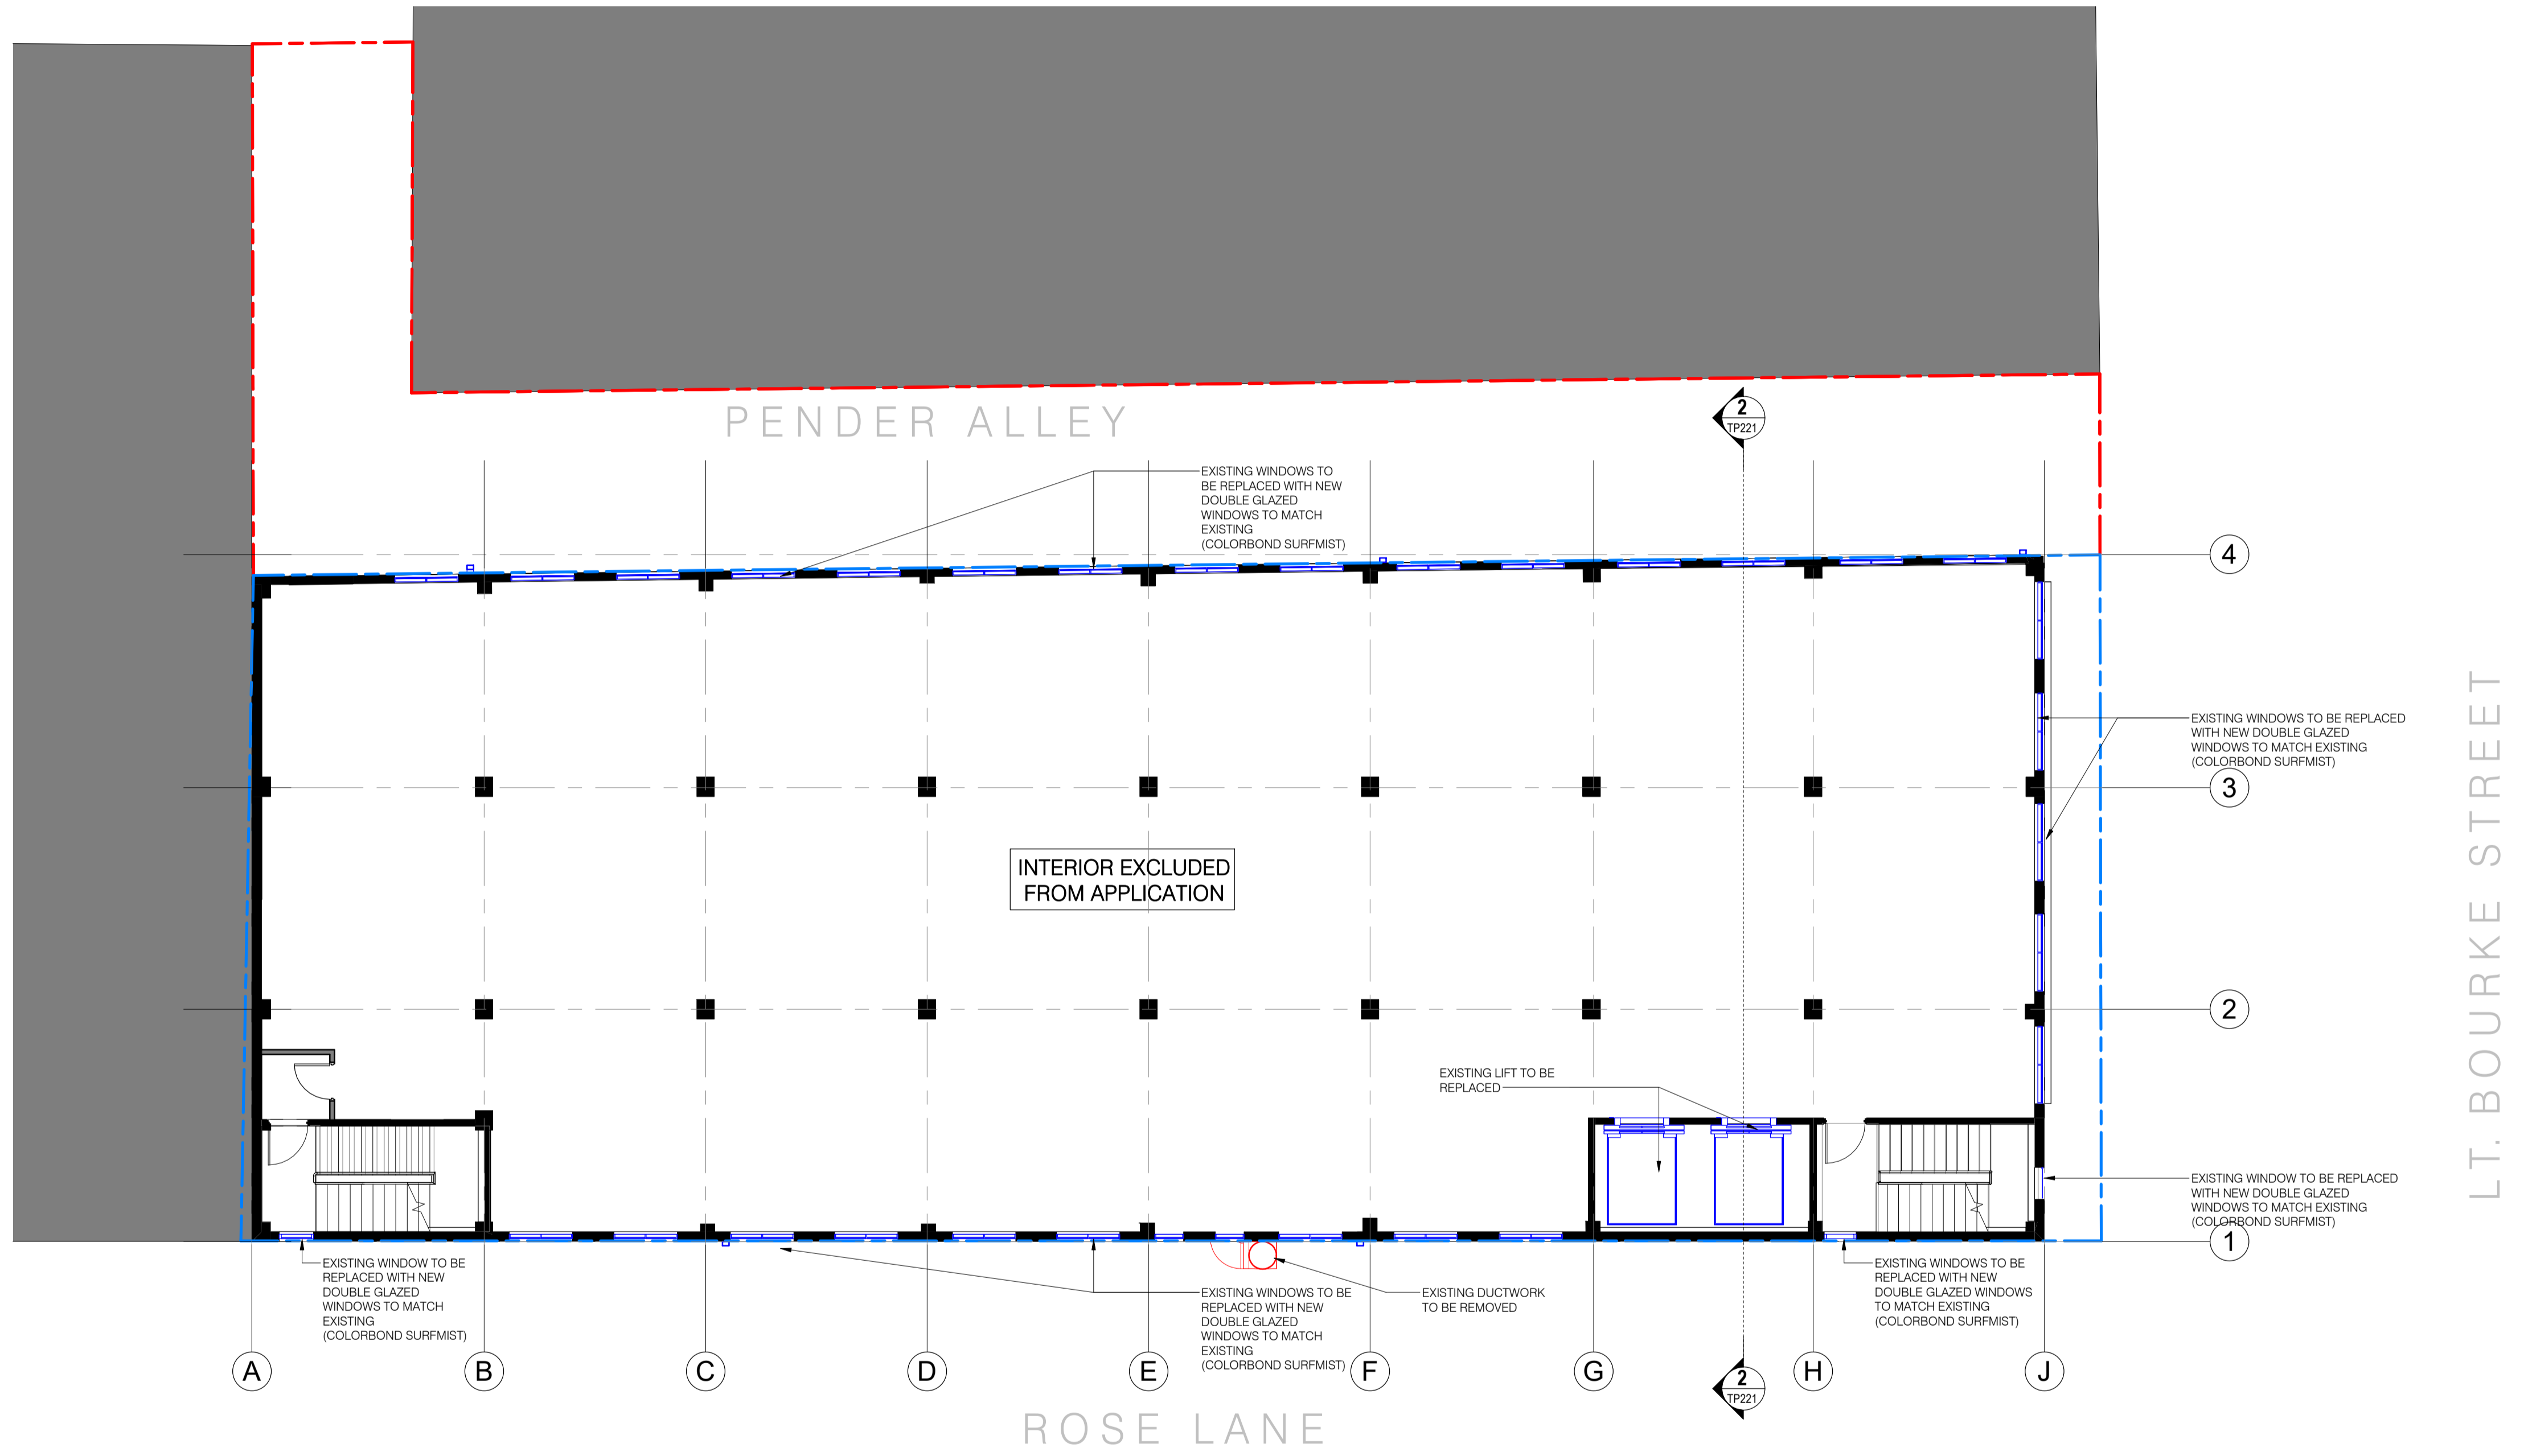 PENDER ALLEY
2
TP221
EXISTING WINDOWS TO
BE REPLACED WITH NEW
DOUBLE GLAZED
WINDOWS TO MATCH
EXISTING
(COLORBOND SURFMIST)
4
EXISTING WINDOWS TO BE REPLACED
WITH NEW DOUBLE GLAZED
WINDOWS TO MATCH EXISTING
(COLORBOND SURFMIST)
3
LT. BOURKE STREET
INTERIOR EXCLUDED
FROM APPLICATION
2
EXISTING LIFT TO BE
REPLACED
EXISTING WINDOW TO BE REPLACED
WITH NEW DOUBLE GLAZED
WINDOWS TO MATCH EXISTING
(COLORBOND SURFMIST)
1
EXISTING WINDOW TO BE
REPLACED WITH NEW
DOUBLE GLAZED
WINDOWS TO MATCH
EXISTING
(COLORBOND SURFMIST)
EXISTING WINDOWS TO BE
REPLACED WITH NEW
DOUBLE GLAZED
WINDOWS TO MATCH
EXISTING
(COLORBOND SURFMIST)
EXISTING DUCTWORK
TO BE REMOVED
EXISTING WINDOWS TO BE
REPLACED WITH NEW
DOUBLE GLAZED WINDOWS
TO MATCH EXISTING
(COLORBOND SURFMIST)
A
B
C
D
E
F
G
2
TP221
H
J
ROSE LANE